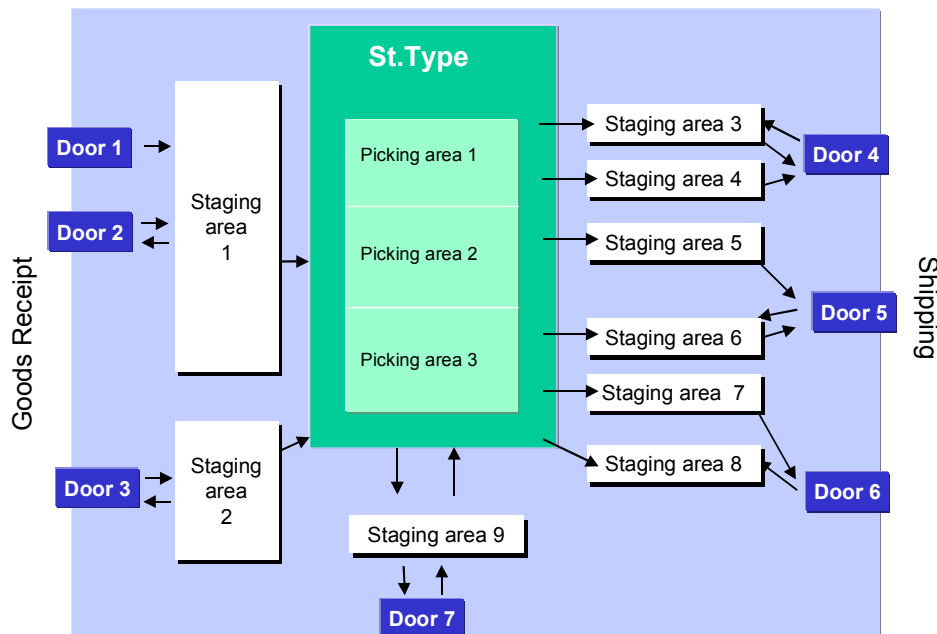 St.Type
Door 1
Door 2
Staging
area
1
Goods Receipt
Door 3
Staging
area
2
Picking area 1
Picking area 2
Picking area 3
Staging area 3
Staging area 4
Staging area 5
Staging area 6
Staging area  7
Staging area 8
Door 4
Door 5
Door 6
Shipping
Staging area 9
Door 7